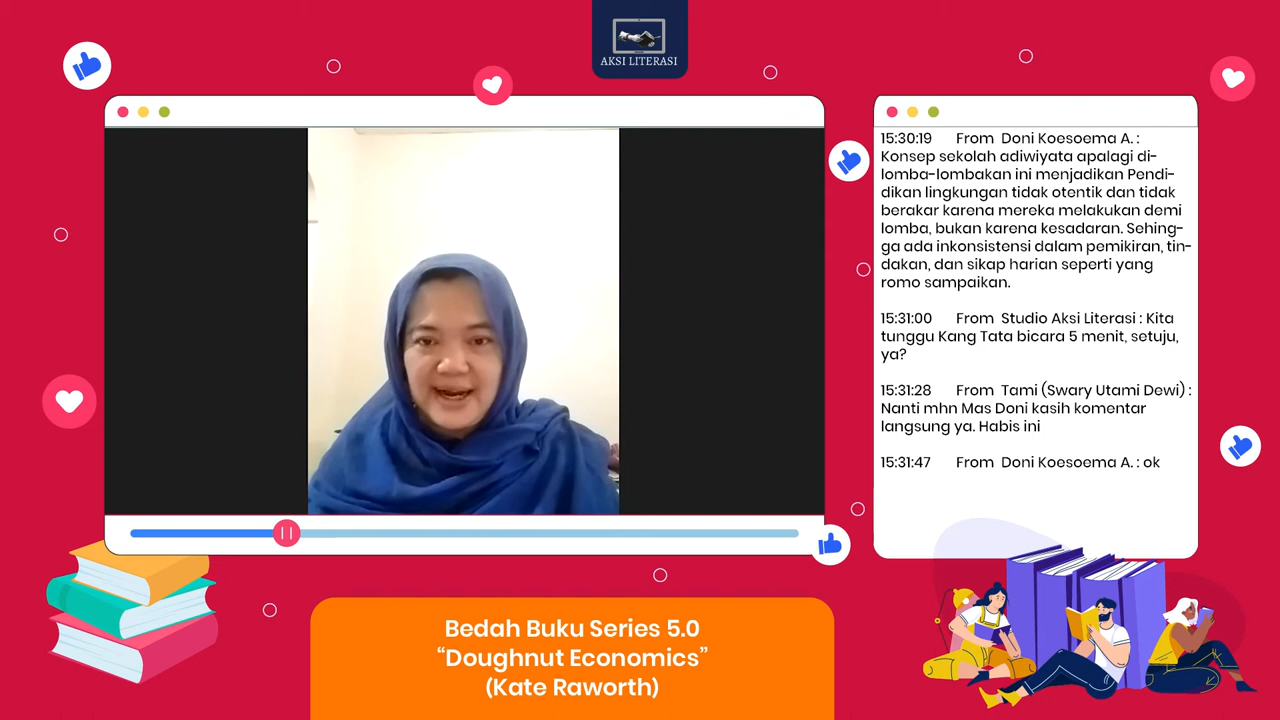 AKSI LITERASI
15:30:19 From Doni Koesoema A. :
Konsep sekolah adiwiyata apalagi di-
lomba-lombakan ini menjadikan Pendi-
dikan lingkungan tidak otentik dan tidak
berakar karena mereka melakukan demi
lomba, bukan karena kesadaran. Sehing-
ga ada inkonsistensi dalam pemikiran, tin-
dakan, dan sikap harian seperti yang
romo sampaikan.
15:31:00 From Studio Aksi Literasi : Kita
tunggu Kang Tata bicara 5 menit, setuju,
ya?
15:31:28 From Tami (Swary Utami Dewi) :
Nanti mhn Mas Doni kasih komentar
langsung ya. Habis ini
15:31:47 From Doni Koesoema A. : ok
Bedah Buku Series 5.0
“Doughnut Economics”
(Kate Raworth)